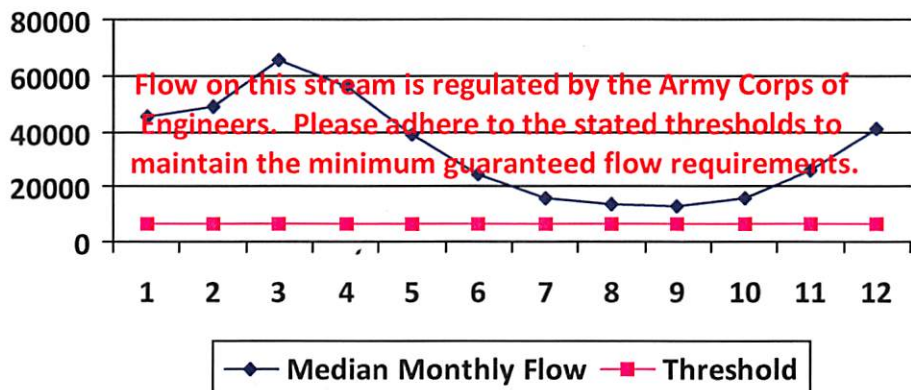 80000
60000
40000
20000
0
Flow on this stream is regulated by the Army Corps of
Engineers. Please adhere to the stated thresholds to
maintain the minimum guaranteed flow requirements.
1 2 3 4 5 6 7 8 9 10 11 12
Median Monthly Flow Threshold